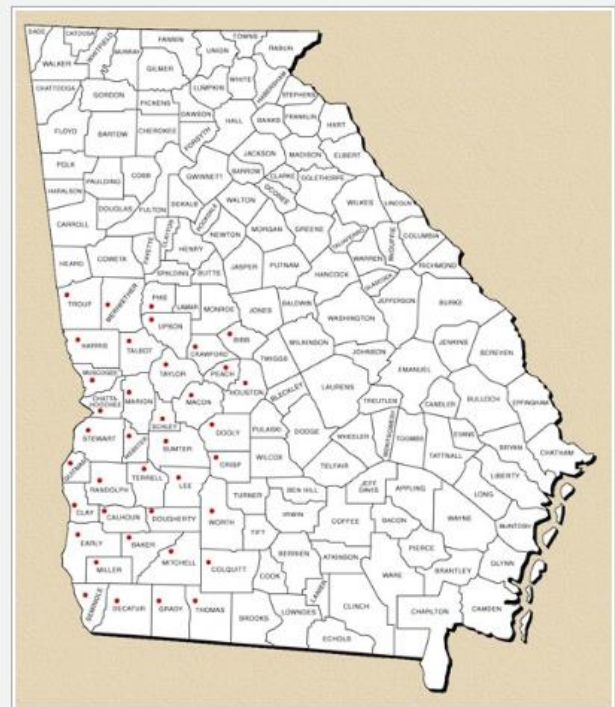 DADE
CATOOSA
WHITFIELD
WALKER
MURRAY
FANNIN
UNION
TOWNS
RABUN
GILMER
LUMPKIN
WHITE
HABERSHAM
STEPHENS
CHATTOOGA
GORDON
PICKENS
DAWSON
HALL
BANKS
FRANKLIN
HART
FLOYD
BARTOW
CHEROKEE
FORSYTH
JACKSON
MADISON
ELBERT
POLK
COBB
GWINNETT
BARROW
CLARKE
OCONEE
OGLETHORPE
HARALSON
PAULDING
DOUGLAS
FULTON
DEKALB
ROCKDALE
WALTON
WILKES
LINCOLN
CARROLL
FAYETTE
CLAYTON
HENRY
NEWTON
MORGAN
GREENE
TALIAFERRO
WARREN
MCDUFFIE
COLUMBIA
HEARD
COWETA
SPALDING
BUTTS
JASPER
PUTNAM
HANCOCK
GLASCOCK
RICHMOND
TROUP
MERIWETHER
PIKE
LAMAR
MONROE
JONES
BALDWIN
WASHINGTON
JEFFERSON
BURKE
UPSON
HARRIS
TALBOT
CRAWFORD
BIBB
TWIGGS
WILKINSON
JOHNSON
JENKINS
SCREVEN
MUSCOGEE
TAYLOR
PEACH
HOUSTON
BLECKLEY
LAURENS
EMANUEL
CHATTA-
HOOCHEE
MARION
MACON
TREUTLEN
CANDLER
BULLOCH
EFFINGHAM
STEWART
WEBSTER
SCHLEY
SUMTER
DOOLY
PULASKI
DODGE
WHEELER
MONTGOMERY
TOOMBS
EVANS
TATTNALL
BRYAN
CHATHAM
QUITMAN
RANDOLPH
TERRELL
LEE
CRISP
WILCOX
TELFAIR
LIBERTY
CLAY
CALHOUN
DOUGHERTY
WORTH
TURNER
BEN HILL
IRWIN
JEFF
DAVIS
COFFEE
APPLING
BACON
WAYNE
LONG
MCINTOSH
EARLY
BAKER
MITCHELL
TIFT
BERRIEN
ATKINSON
PIERCE
GLYNN
MILLER
COLQUITT
COOK
LANIER
WARE
BRANTLEY
SEMINOLE
DECATUR
GRADY
THOMAS
BROOKS
LOWNDES
ECHOLS
CLINCH
CHARLTON
CAMDEN